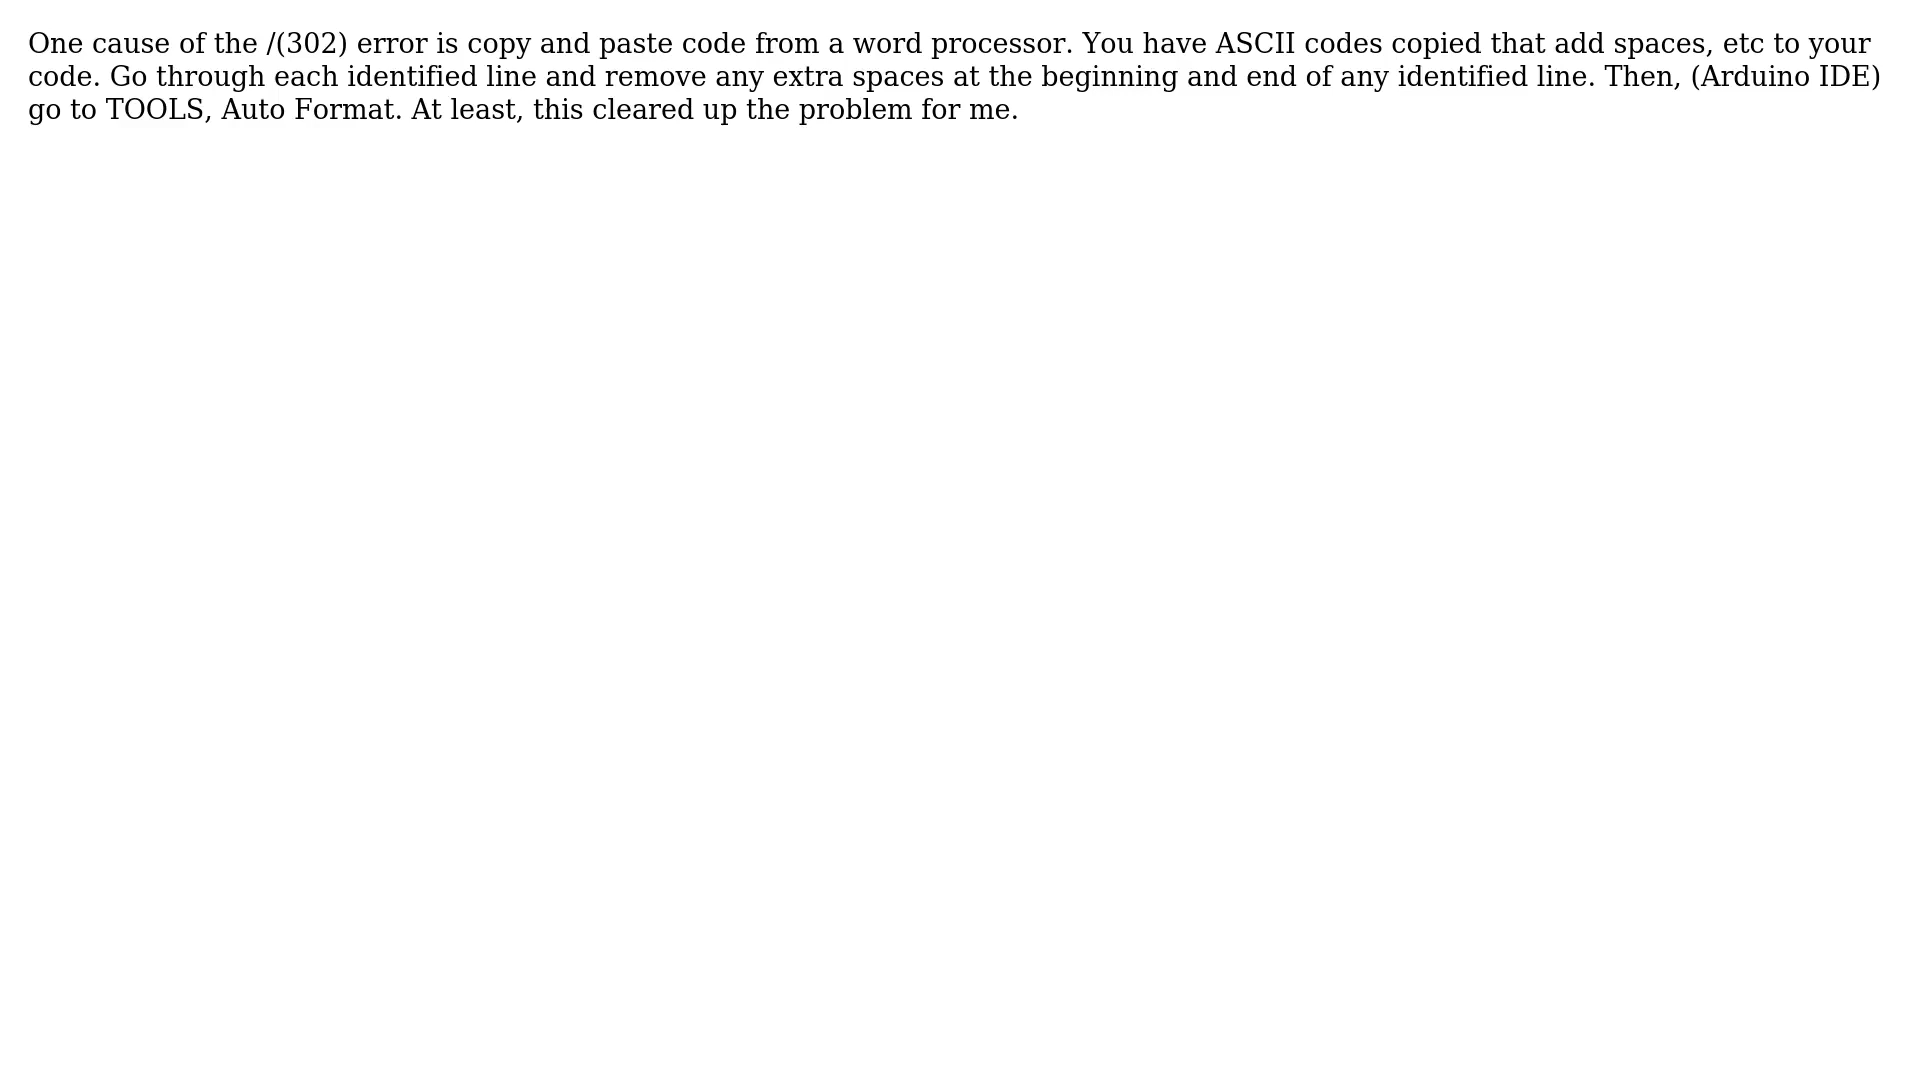 One cause of the /(302) error is copy and paste code from a word processor. You have ASCII codes copied that add spaces, etc to your
code. Go through each identified line and remove any extra spaces at the beginning and end of any identified line. Then, (Arduino IDE)
go to TOOLS, Auto Format. At least, this cleared up the problem for me.